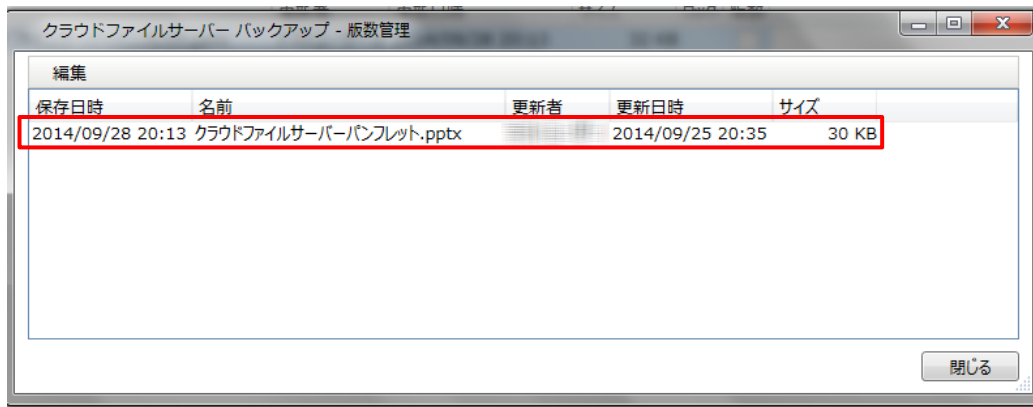 クラウドファイルサーバー バックアップ - 版数管理
編集
保存日時 名前 更新者 更新日時 サイズ
2014/09/28 20:13 クラウドファイルサーバーパンフレット.pptx 2014/09/25 20:35 30 KB
閉じる